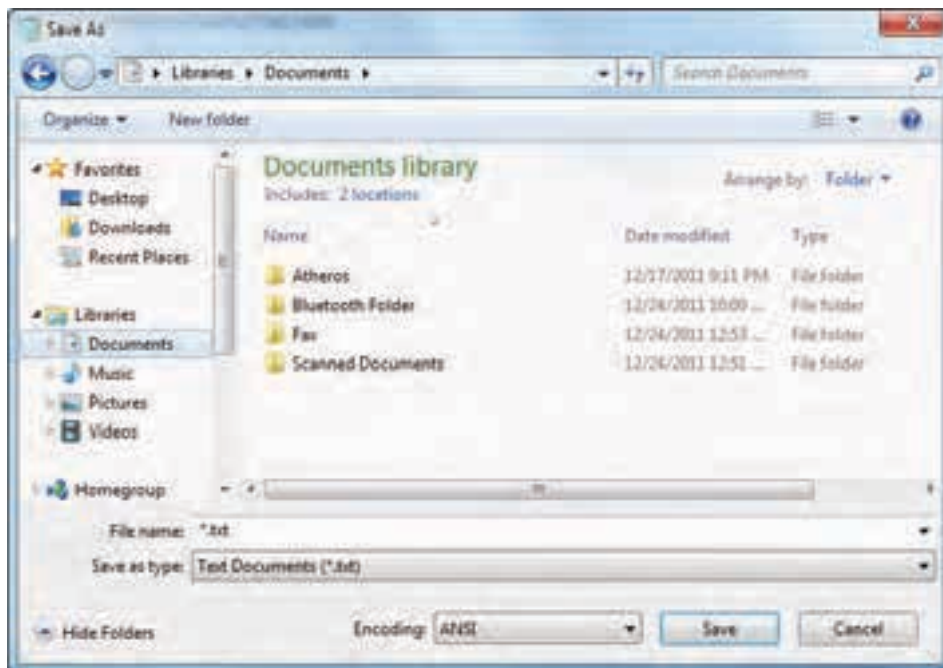 Save As
Libraries Documents
Search Documents
Organize New folder
Favorites
Desktop
Downloads
Recent Places
Libraries
Documents
Music
Pictures
Videos
Homegroup
Documents library
Includes: 2 locations
Arrange by: Folder
Name Date modified Type
Atheros 12/17/2011 9:11 PM File folder
Bluetooth Folder 12/24/2011 10:00 ... File folder
Fax 12/24/2011 12:53 ... File folder
Scanned Documents 12/24/2011 12:51 ... File folder
File name: *.txt
Save as type: Text Documents (*.txt)
Hide Folders
Encoding: ANSI
Save
Cancel